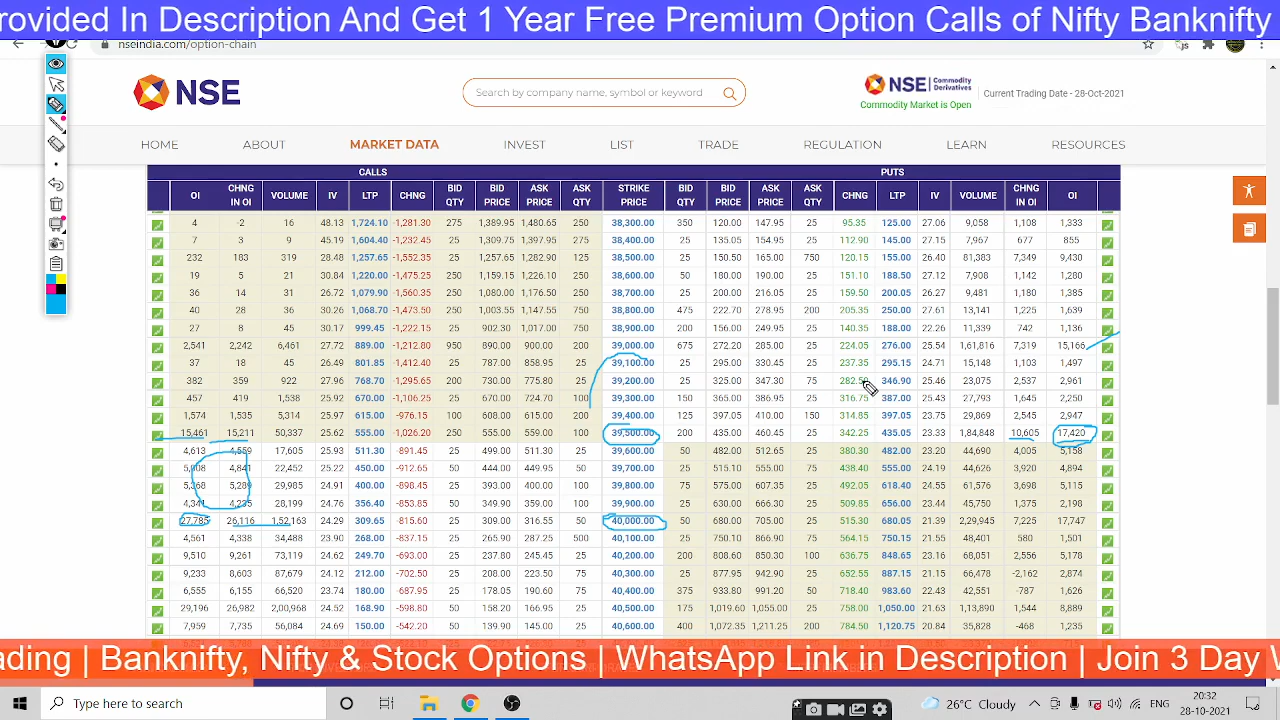 rovided In Description And Get 1 Year Free Premium Option Calls of Nifty Banknifty
nseindia.com/option-chain
NSE
Search by company name, symbol or keyword
NSE Commodity Derivatives
Commodity Market is Open
Current Trading Date - 28-Oct-2021
HOME ABOUT MARKET DATA INVEST LIST TRADE REGULATION LEARN RESOURCES
CALLS PUTS
OI CHNG IN OI VOLUME IV LTP CHNG BID QTY BID PRICE ASK PRICE ASK QTY STRIKE PRICE BID QTY BID PRICE ASK PRICE ASK QTY CHNG LTP IV VOLUME CHNG IN OI OI
4 -2 16 48.13 1,724.10 -1,281.30 275 1,389.95 1,480.65 250 38,300.00 350 120.00 147.95 25 95.35 125.00 27.06 9,058 1,108 1,333
7 3 9 45.19 1,604.40 -1,232.45 25 1,309.75 1,397.95 275 38,400.00 25 135.05 154.95 25 112.90 145.00 27.15 7,967 677 855
232 183 319 28.48 1,257.65 -1,552.35 25 1,257.65 1,282.90 125 38,500.00 25 150.50 165.00 750 120.15 155.00 26.40 81,383 7,349 9,430
19 5 21 30.84 1,220.00 -1,475.25 250 1,119.15 1,226.10 250 38,600.00 50 180.00 190.00 25 151.10 188.50 27.12 7,908 1,142 1,280
36 14 31 26.72 1,079.90 -1,560.35 250 1,080.00 1,176.50 250 38,700.00 25 200.00 216.05 25 159.50 200.05 26.27 9,481 1,180 1,385
40 28 36 30.26 1,068.70 -1,473.50 250 1,003.55 1,147.55 750 38,800.00 475 222.70 293.95 200 205.35 250.00 27.61 13,141 1,225 1,639
27 8 45 30.17 999.45 -1,222.15 25 902.30 1,017.00 750 38,900.00 200 156.00 249.95 25 140.35 188.00 22.26 11,339 742 1,136
2,541 2,242 6,461 27.72 889.00 -1,421.80 950 890.00 900.00 200 39,000.00 675 272.20 285.00 25 224.05 276.00 25.54 1,61,816 7,319 15,166
37 18 45 26.49 801.85 -1,412.40 25 787.00 858.95 25 39,100.00 25 295.00 330.45 25 237.35 295.15 24.71 15,148 1,103 1,497
382 359 922 27.96 768.70 -1,295.65 200 730.00 775.80 25 39,200.00 25 325.00 347.30 75 346.90 25.46 23,075 2,537 2,961
457 419 1,538 25.92 670.00 -1,106.25 25 670.00 724.70 100 39,300.00 150 365.00 386.95 25 316.75 387.00 25.43 27,793 1,645 2,250
1,574 1,535 5,314 25.97 615.00 -976.15 100 608.00 615.00 200 39,400.00 125 397.05 410.00 150 314.85 397.05 23.75 29,869 2,545 2,947
15,461 15,211 50,337 25.62 555.00 -1,026.20 200 555.00 559.00 100 39,500.00 200 435.00 460.45 25 342.25 435.05 23.33 1,84,848 10,605 17,420
4,613 4,559 17,605 25.93 511.30 -891.45 25 499.00 511.30 25 39,600.00 50 482.00 512.65 25 380.30 482.00 23.20 44,690 4,005 5,158
4,841 22,452 25.22 450.00 -912.65 50 444.00 449.95 50 39,700.00 25 515.10 555.00 75 438.40 555.00 24.19 44,626 3,920 4,894
5,289 29,985 24.91 400.00 -898.45 25 393.00 400.00 100 39,800.00 25 575.00 607.35 25 492.05 618.40 24.55 61,576 3,698 5,115
4,341 4,235 28,199 24.76 356.40 -853.65 50 349.90 359.00 100 39,900.00 25 630.00 666.30 25 509.85 656.00 23.44 45,750 1,375 2,198
27,785 26,116 1,52,163 24.29 309.65 -815.60 25 309.00 316.55 50 40,000.00 50 680.00 705.00 25 515.30 680.05 21.39 2,29,945 7,225 17,747
4,561 4,338 34,488 23.90 268.00 -837.15 25 265.90 287.25 500 40,100.00 25 750.10 866.90 75 564.15 750.15 21.55 48,401 580 1,501
9,510 9,261 73,119 24.62 249.70 -693.00 25 237.80 245.45 25 40,200.00 200 808.60 850.30 100 636.75 848.65 23.16 68,051 2,556 5,178
9,233 8,603 87,679 24.12 212.00 -702.50 25 208.00 223.50 75 40,300.00 25 877.95 942.90 25 652.55 887.15 21.15 66,478 -2,162 2,874
6,555 6,155 66,520 23.74 180.00 -687.95 25 178.05 190.60 75 40,400.00 25 933.80 991.20 50 718.40 983.60 22.43 42,551 -787 1,626
29,196 26,982 2,00,968 24.32 168.90 -598.80 50 158.20 166.95 25 40,500.00 175 1,019.60 1,055.00 25 758.00 1,050.00 21.63 1,13,890 1,544 8,889
7,959 7,735 56,084 24.69 150.00 -542.20 50 139.90 145.00 25 40,600.00 400 1,072.35 1,211.25 200 784.50 1,120.75 20.84 35,828 -468 1,235
ading | Banknifty, Nifty & Stock Options | WhatsApp Link in Description | Join 3 Day
Type here to search
26°C Cloudy
20:32
28-10-2021